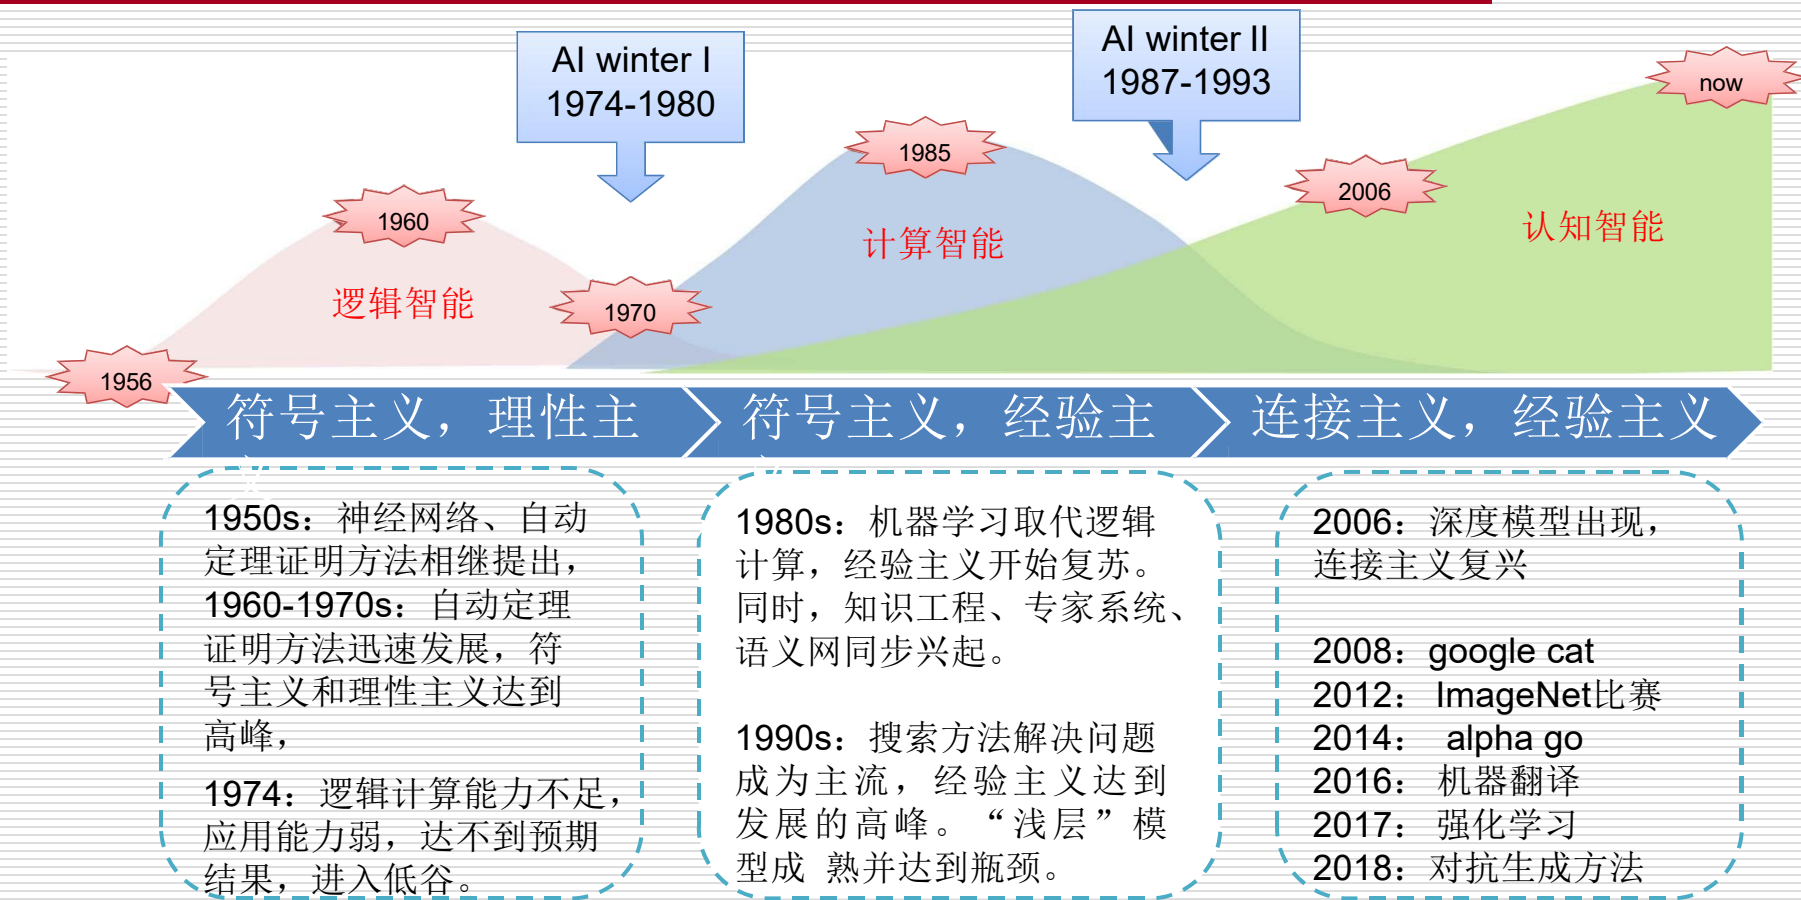 AI winter I
1974-1980
AI winter II
1987-1993
now
1985
2006
1960
认知智能
计算智能
逻辑智能
1970
1956
符号主义，理性主
义
符号主义，经验主
连接主义，经验主义
1950s：神经网络、自动
定理证明方法相继提出，
1960-1970s：自动定理
证明方法迅速发展，符
号主义和理性主义达到
高峰，
1974：逻辑计算能力不足，
应用能力弱，达不到预期
结果，进入低谷。
1980s：机器学习取代逻辑
计算，经验主义开始复苏。
同时，知识工程、专家系统、
语义网同步兴起。
1990s：搜索方法解决问题
成为主流，经验主义达到
发展的高峰。“浅层”模
型成 熟并达到瓶颈。
2006：深度模型出现，
连接主义复兴
2008：google cat
2012： ImageNet比赛
2014： alpha go
2016： 机器翻译
2017： 强化学习
2018：对抗生成方法